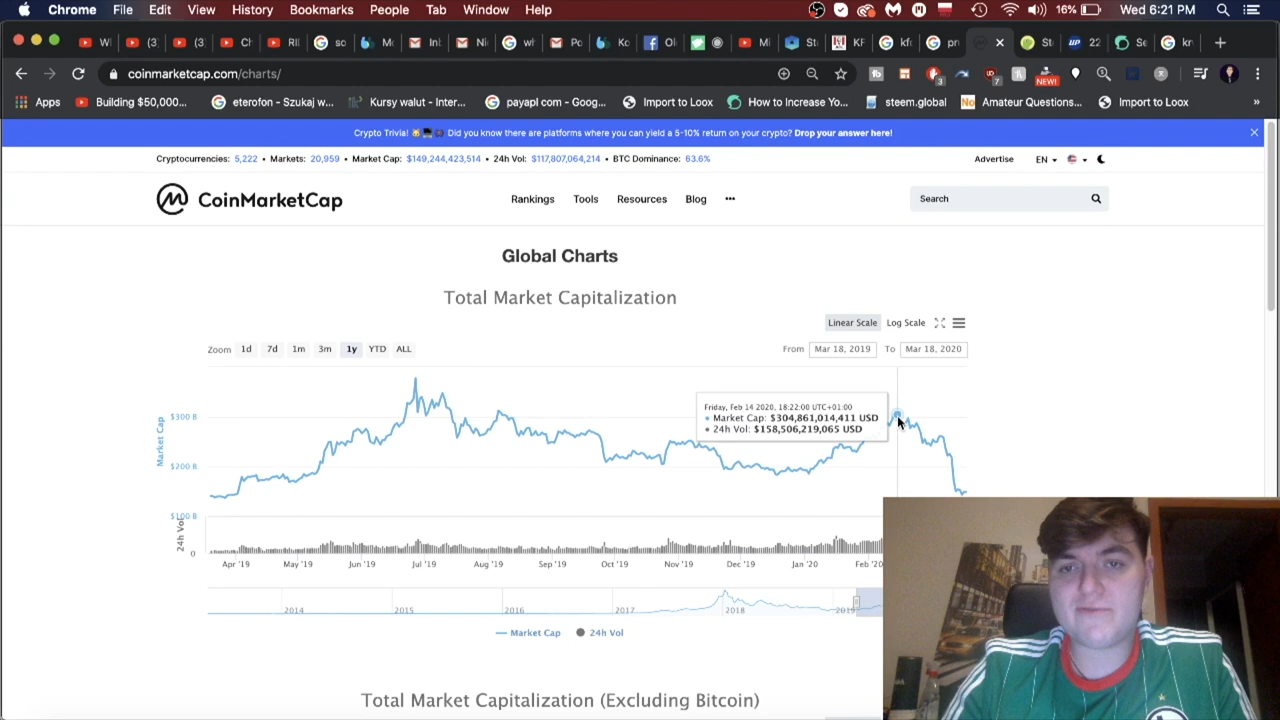 Chrome File Edit View History Bookmarks People Tab Window Help 16% Wed 6:21 PM
coinmarketcap.com/charts/ NEW!
Apps Building $50,000... eterofon - Szukaj w... Kursy walut - Inter... payapl com - Goog... Import to Loox How to Increase Yo... steem.global Amateur Questions... Import to Loox »
Crypto Trivia! Did you know there are platforms where you can yield a 5-10% return on your crypto? Drop your answer here!
Cryptocurrencies: 5,222 • Markets: 20,959 • Market Cap: $149,244,423,514 • 24h Vol: $117,807,064,214 • BTC Dominance: 63.6% Advertise EN
CoinMarketCap Rankings Tools Resources Blog ••• Search
Global Charts
Total Market Capitalization
Linear Scale Log Scale
Zoom 1d 7d 1m 3m 1y YTD ALL From Mar 18, 2019 To Mar 18, 2020
Friday, Feb 14 2020, 18:22:00 UTC+01:00
• Market Cap: $304,861,014,411 USD
• 24h Vol: $158,506,219,065 USD
Market Cap
$300 B
$200 B
$100 B
24h Vol
0
Apr '19 May '19 Jun '19 Jul '19 Aug '19 Sep '19 Oct '19 Nov '19 Dec '19 Jan '20 Feb '20
2014 2015 2016 2017 2018 2019
Market Cap 24h Vol
Total Market Capitalization (Excluding Bitcoin)